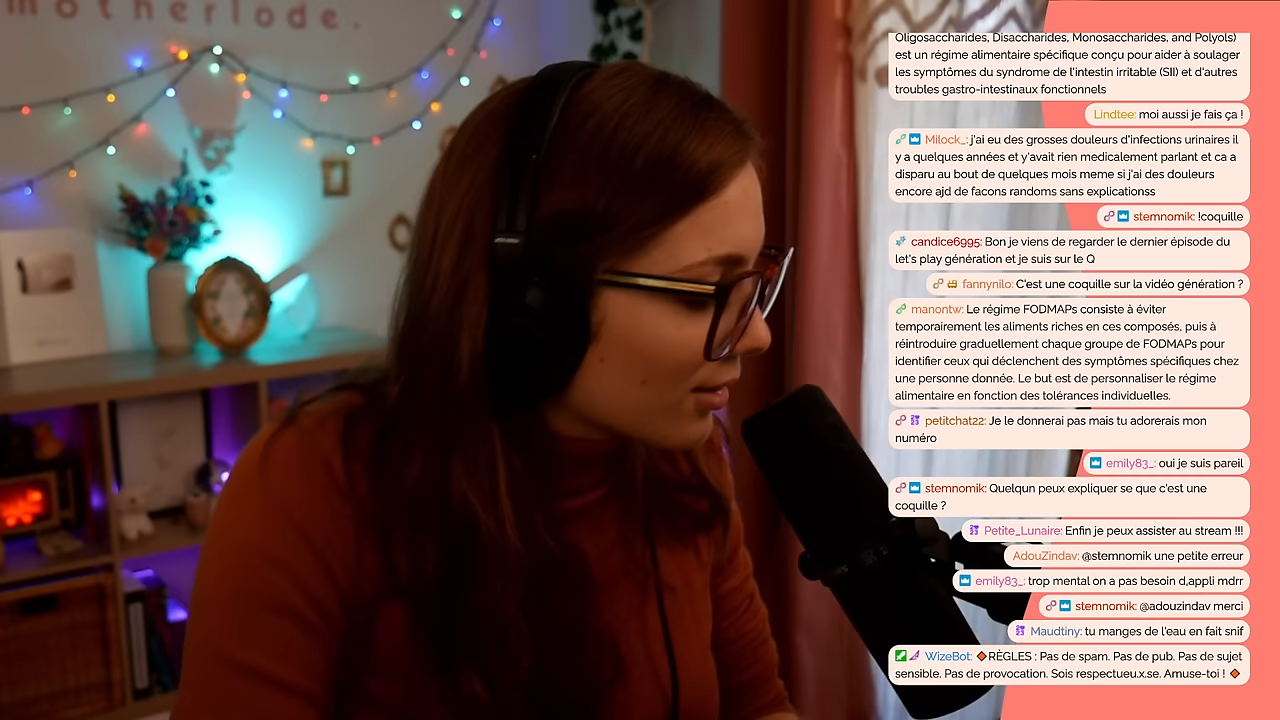 motherlode.
Oligosaccharides, Disaccharides, Monosaccharides, and Polyols)
est un régime alimentaire spécifique conçu pour aider à soulager
les symptômes du syndrome de l'intestin irritable (SII) et d'autres
troubles gastro-intestinaux fonctionnels
Lindtee: moi aussi je fais ça !
Milock_: j'ai eu des grosses douleurs d'infections urinaires il
y a quelques années et y'avait rien medicalement parlant et ca a
disparu au bout de quelques mois meme si j'ai des douleurs
encore ajd de facons randoms sans explicationss
stemnomik: !coquille
candice6995: Bon je viens de regarder le dernier épisode du
let's play génération et je suis sur le Q
fannynilo: C'est une coquille sur la vidéo génération ?
manontw: Le régime FODMAPs consiste à éviter
temporairement les aliments riches en ces composés, puis à
réintroduire graduellement chaque groupe de FODMAPs pour
identifier ceux qui déclenchent des symptômes spécifiques chez
une personne donnée. Le but est de personnaliser le régime
alimentaire en fonction des tolérances individuelles.
petitchat22: Je le donnerai pas mais tu adorerais mon
numéro
emily83_: oui je suis pareil
stemnomik: Quelqun peux expliquer se que c'est une
coquille ?
Petite_Lunaire: Enfin je peux assister au stream !!!
AdouZindav: @stemnomik une petite erreur
emily83_: trop mental on a pas besoin d,appli mdrr
stemnomik: @adouzindav merci
Maudtiny: tu manges de l'eau en fait snif
WizeBot: RÈGLES : Pas de spam. Pas de pub. Pas de sujet
sensible. Pas de provocation. Sois respectueu.x.se. Amuse-toi !